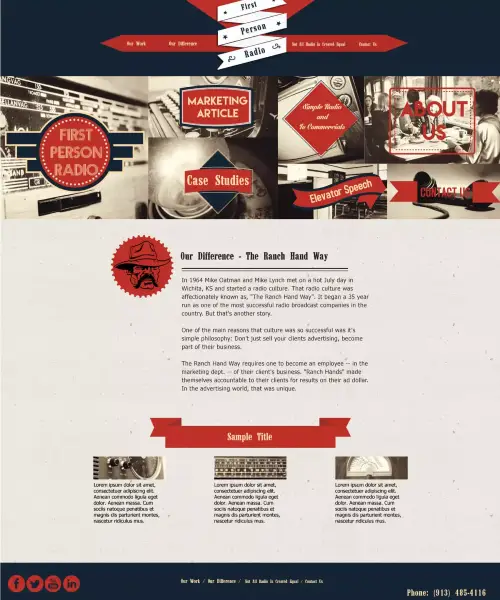 First
Person
Radio
Our Work
Our Difference
Not All Radio Is Created Equal
Contact Us
FIRST
PERSON
RADIO
MARKETING
ARTICLE
Simple Radio
and
In Commercials
ABOUT
US
Case Studies
Elevator Speech
CONTACT US
Our Difference - The Ranch Hand Way
In 1964 Mike Oatman and Mike Lynch met on a hot July day in
Wichita, KS and started a radio culture. That radio culture was
affectionately known as, "The Ranch Hand Way". It began a 35 year
run as one of the most successful radio broadcast companies in the
country. But that's another story.
One of the main reasons that culture was so successful was it's
simple philosophy: Don't just sell your clients advertising, become
part of their business.
The Ranch Hand Way requires one to become an employee -- in the
marketing dept. -- of their client's business. "Ranch Hands" made
themselves accountable to their clients for results on their ad dollar.
In the advertising world, that was unique.
Sample Title
Lorem ipsum dolor sit amet,
consectetuer adipiscing elit.
Aenean commodo ligula eget
dolor. Aenean massa. Cum
sociis natoque penatibus et
magnis dis parturient montes,
nascetur ridiculus mus.
Lorem ipsum dolor sit amet,
consectetuer adipiscing elit.
Aenean commodo ligula eget
dolor. Aenean massa. Cum
sociis natoque penatibus et
magnis dis parturient montes,
nascetur ridiculus mus.
Lorem ipsum dolor sit amet,
consectetuer adipiscing elit.
Aenean commodo ligula eget
dolor. Aenean massa. Cum
sociis natoque penatibus et
magnis dis parturient montes,
nascetur ridiculus mus.
Our Work / Our Difference / Not All Radio is Created Equal / Contact Us
Phone: (913) 485-4116